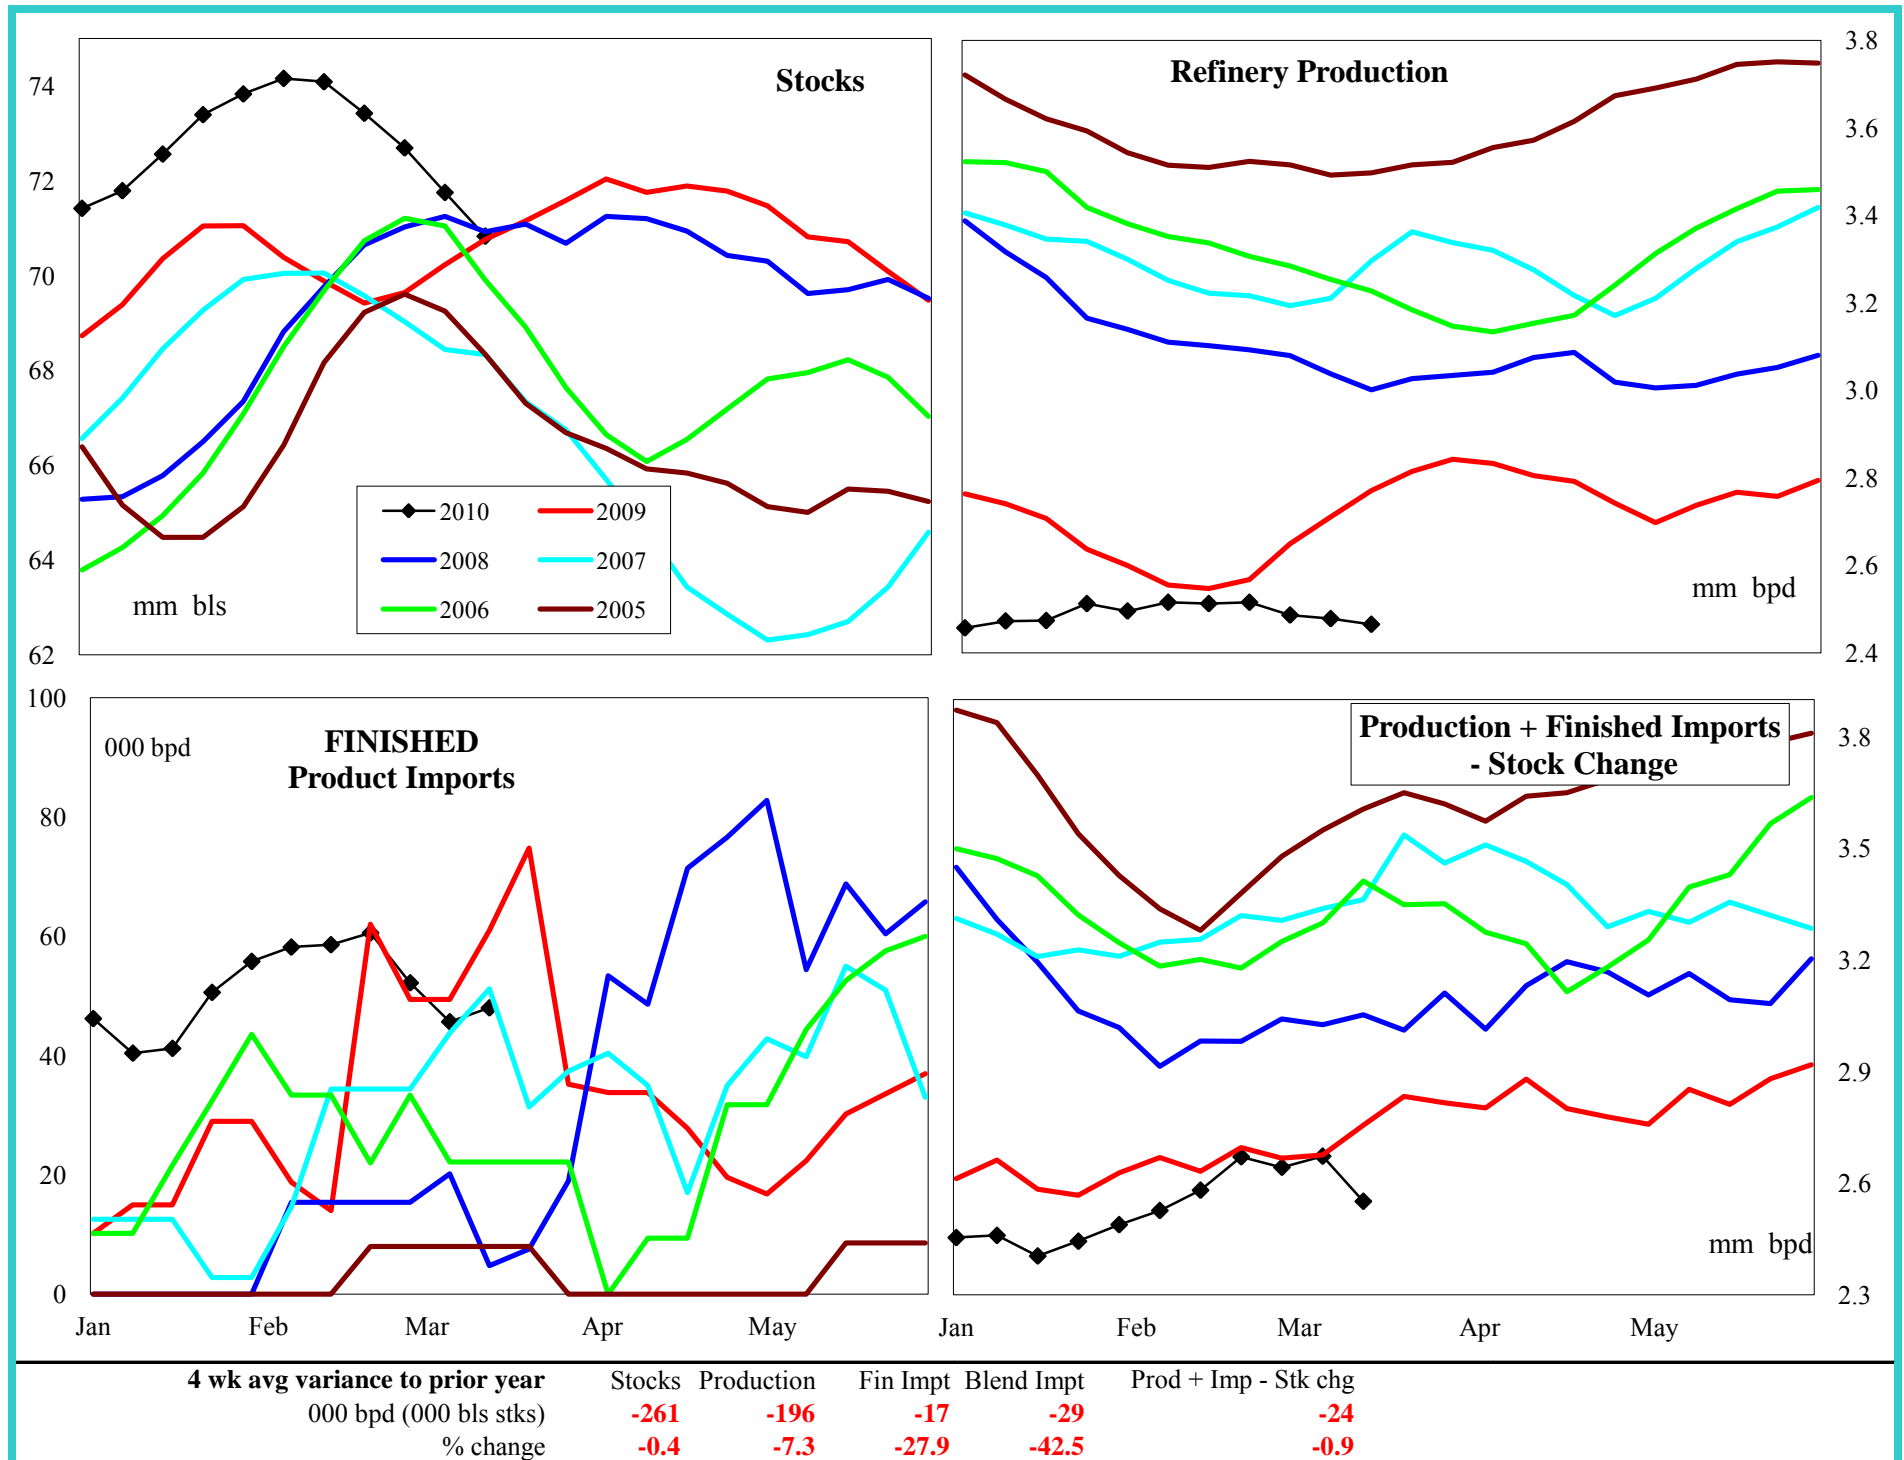 Stocks
74
72
70
68
66
64
62
mm bls
2010 2009
2008 2007
2006 2005
Refinery Production
3.8
3.6
3.4
3.2
3.0
2.8
2.6
2.4
mm bpd
100
80
60
40
20
0
000 bpd
FINISHED
Product Imports
Jan Feb Mar Apr May
Production + Finished Imports
- Stock Change
3.8
3.5
3.2
2.9
2.6
2.3
mm bpd
Jan Feb Mar Apr May
4 wk avg variance to prior year Stocks Production Fin Impt Blend Impt Prod + Imp - Stk chg
000 bpd (000 bls stks) -261 -196 -17 -29 -24
% change -0.4 -7.3 -27.9 -42.5 -0.9